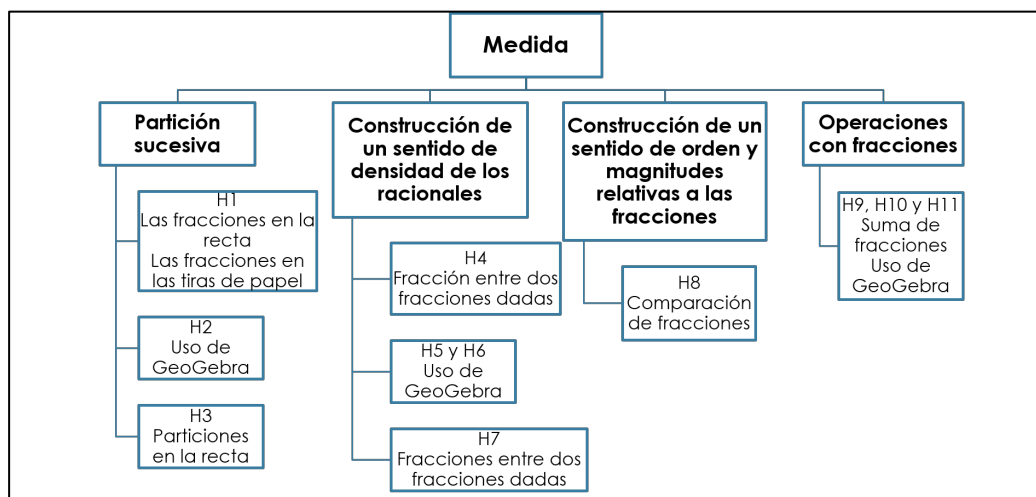 Medida
Partición
sucesiva
H1
Las fracciones en la
recta
Las fracciones en
las tiras de papel
H2
Uso de
GeoGebra
H3
Particiones
en la recta
Construcción de
un sentido de
densidad de los
racionales
H4
Fracción entre dos
fracciones dadas
H5 y H6
Uso de
GeoGebra
H7
Fracciones entre dos
fracciones dadas
Construcción de un
sentido de orden y
magnitudes
relativas a las
fracciones
H8
Comparación
de fracciones
Operaciones
con fracciones
H9, H10 y H11
Suma de
fracciones
Uso de
GeoGebra